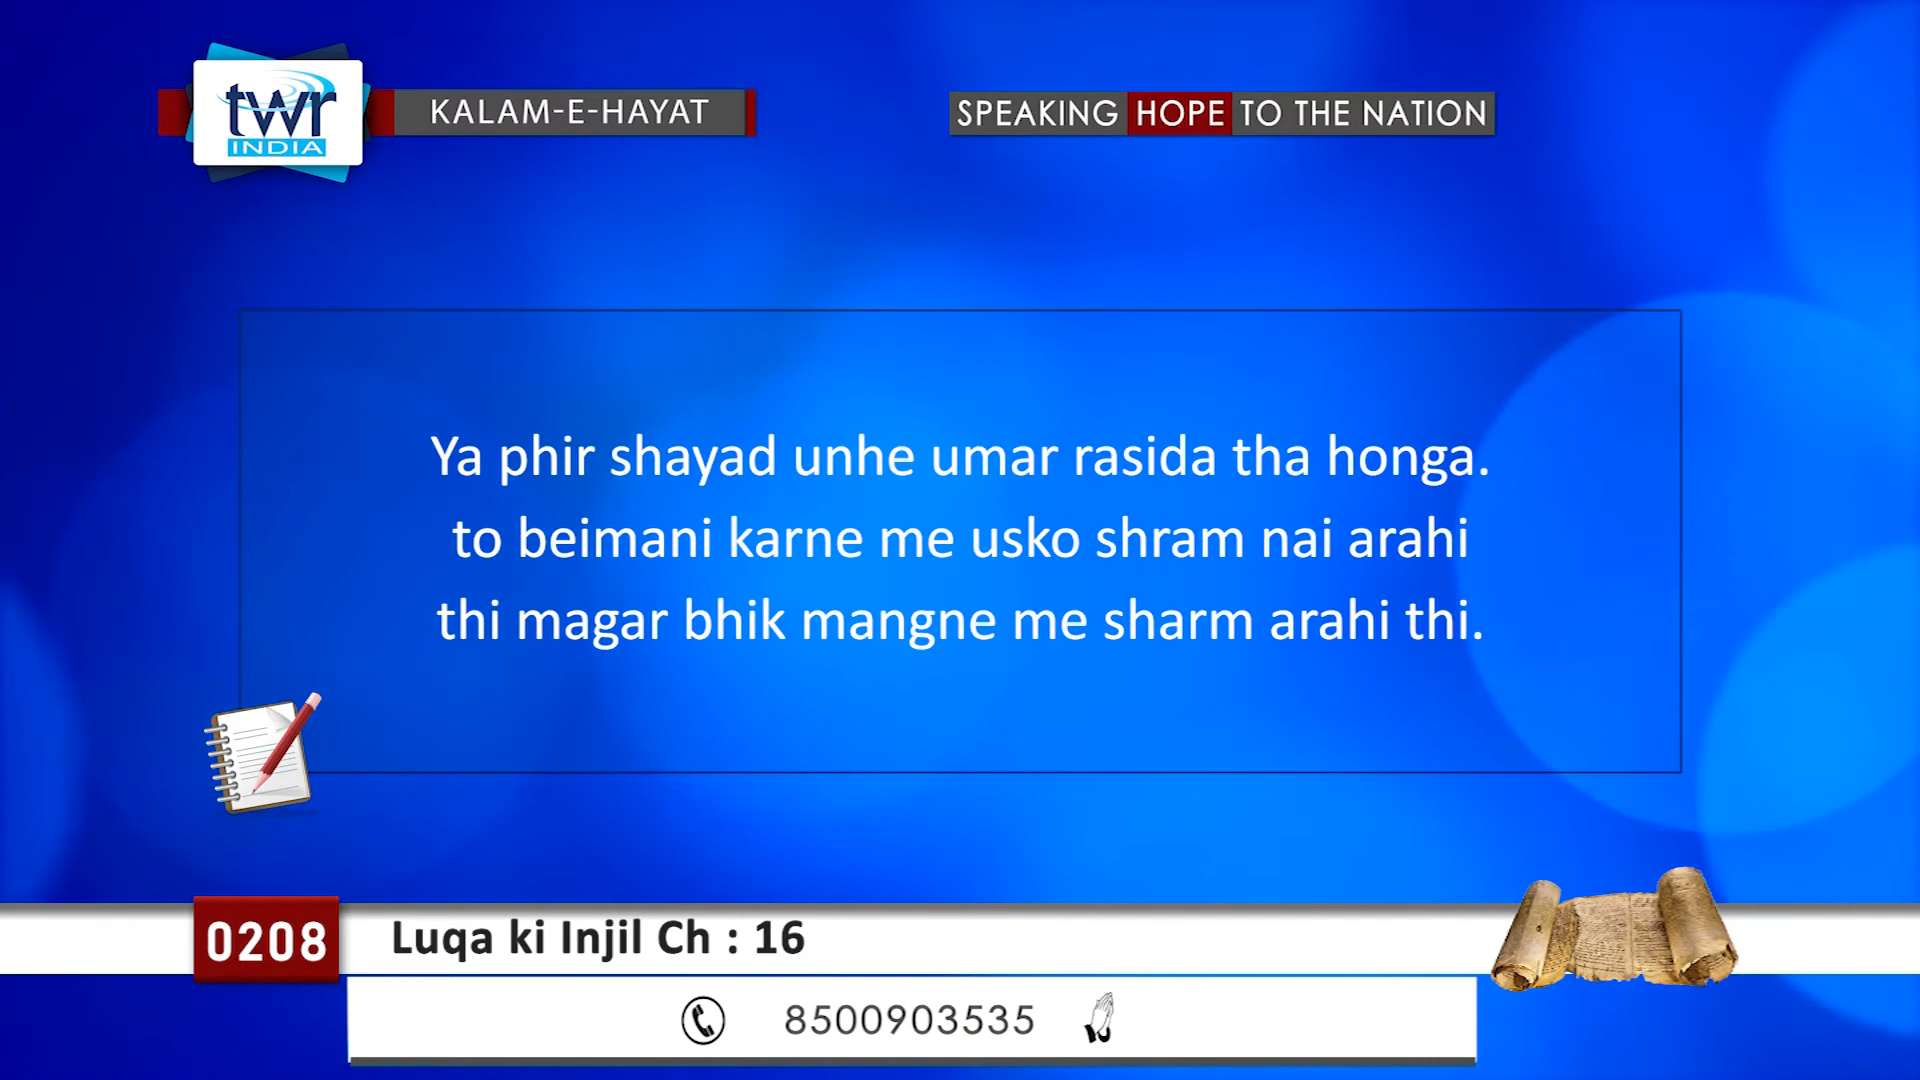 twr
INDIA
KALAM-E-HAYAT
SPEAKING HOPE TO THE NATION
Ya phir shayad unhe umar rasida tha honga.
to beimani karne me usko shram nai arahi
thi magar bhik mangne me sharm arahi thi.
0208
Luqa ki Injil Ch : 16
8500903535